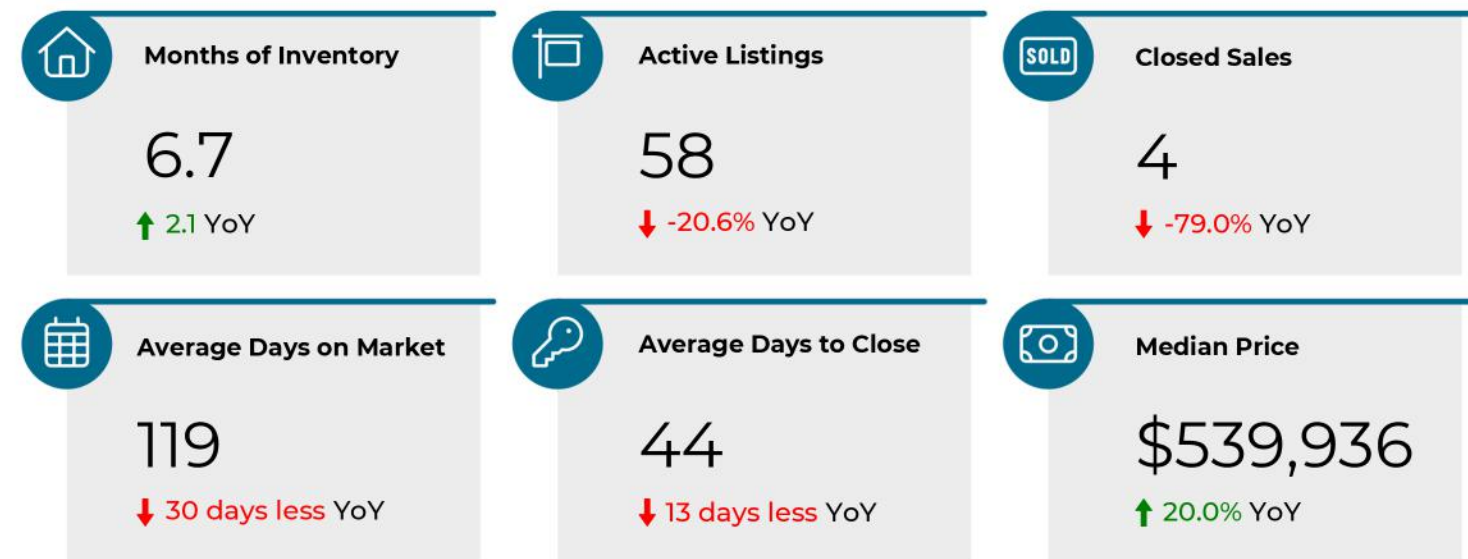 Months of Inventory
6.7
2.1 YoY
Active Listings
58
-20.6% YoY
SOLD
Closed Sales
4
-79.0% YoY
Average Days on Market
119
30 days less YoY
Average Days to Close
44
13 days less YoY
Median Price
$539,936
20.0% YoY